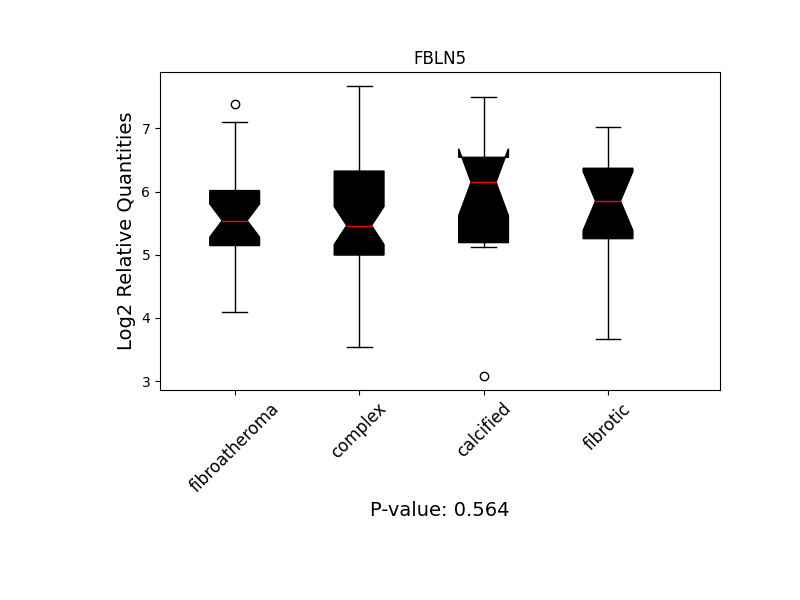 FBLN5
Log2 Relative Quantities
7
6
5
4
3
fibroatheroma
complex
calcified
fibrotic
P-value: 0.564